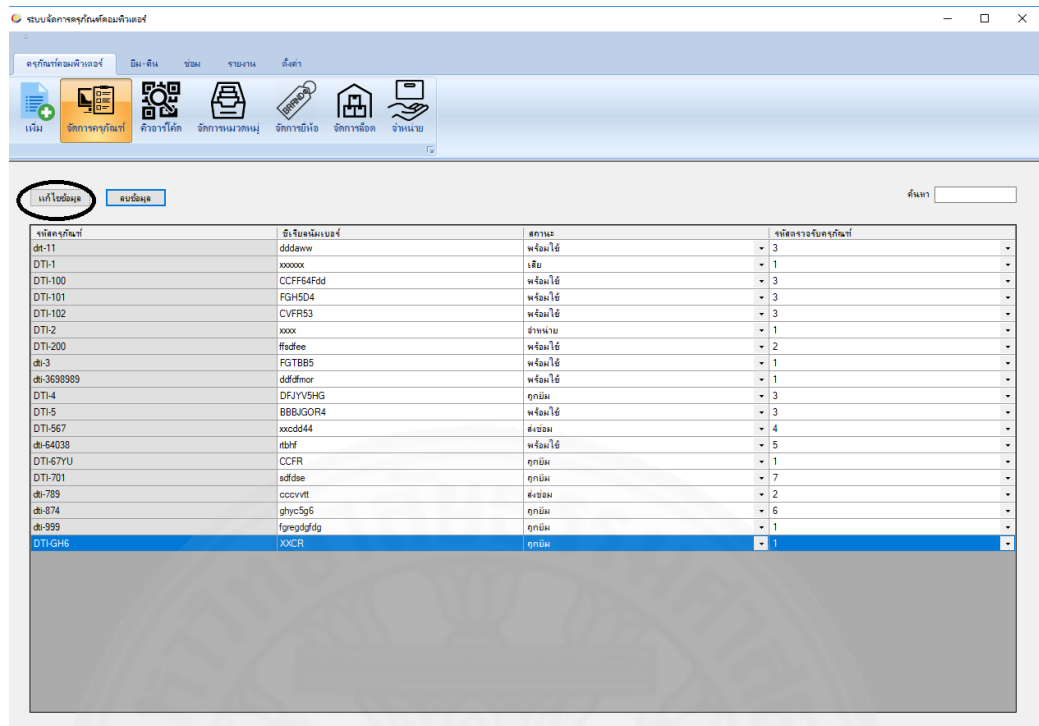 ระบบจัดการครุภัณฑ์คอมพิวเตอร์
ครุภัณฑ์คอมพิวเตอร์ ยืม-คืน ซ่อม รายงาน ตั้งค่า
BRANDS
เพิ่ม จัดการครุภัณฑ์ คิวอาร์โค้ด จัดการหมวดหมู่ จัดการยี่ห้อ จัดการล็อต จำหน่าย
แก้ไขข้อมูล ลบข้อมูล ค้นหา
รหัสครุภัณฑ์ ซีเรียลนัมเบอร์ สถานะ รหัสตรวจรับครุภัณฑ์
drt-11 dddaww พร้อมใช้ 3
DTI-1 xxxxxx เสีย 1
DTI-100 CCFF64Fdd พร้อมใช้ 3
DTI-101 FGH5D4 พร้อมใช้ 3
DTI-102 CVFR53 พร้อมใช้ 3
DTI-2 xxxx จำหน่าย 1
DTI-200 ffsdfee พร้อมใช้ 2
dti-3 FGTBB5 พร้อมใช้ 1
dti-3698989 ddfdfmor พร้อมใช้ 1
DTI-4 DFJYV5HG ถูกยืม 3
DTI-5 BBBJGOR4 พร้อมใช้ 3
DTI-567 xxcdd44 ส่งซ่อม 4
dti-64038 rtbhf พร้อมใช้ 5
DTI-67YU CCFR ถูกยืม 1
DTI-701 sdfdse ถูกยืม 7
dti-789 cccvvtt ส่งซ่อม 2
dti-874 ghyc5g6 ถูกยืม 6
dti-999 fgregdgfdg ถูกยืม 1
DTI-GH6 XXCR ถูกยืม 1